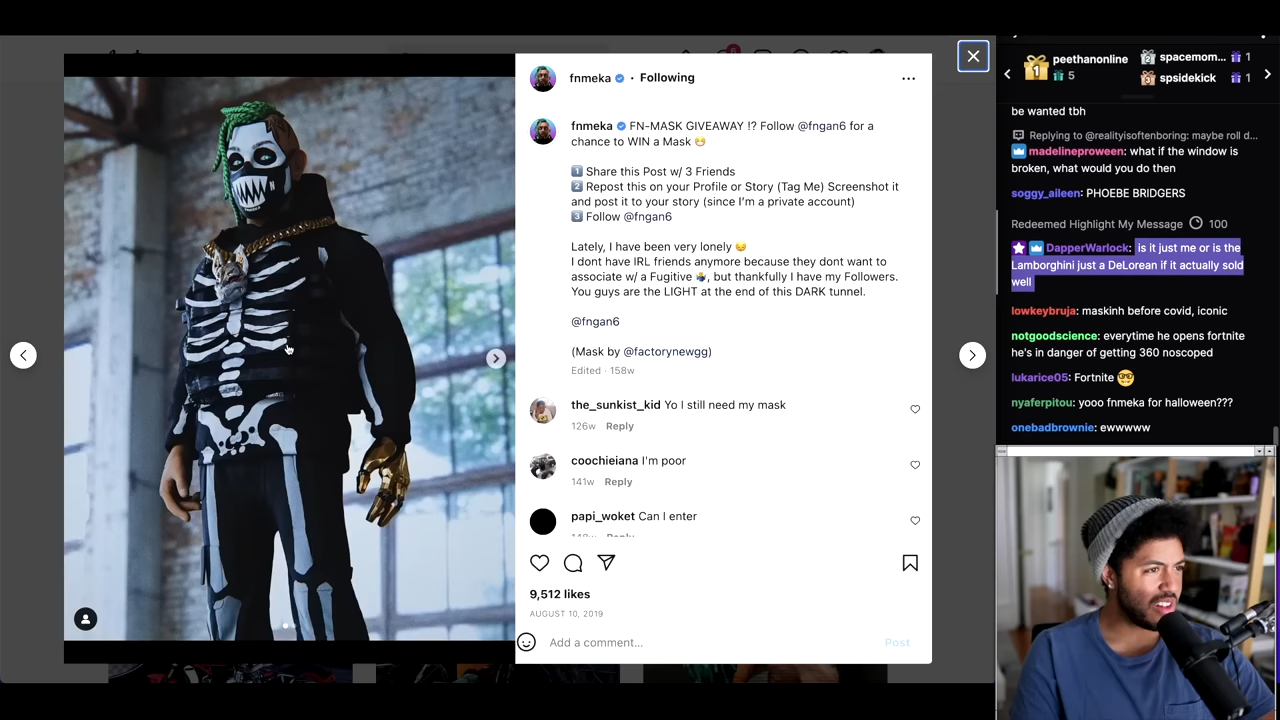 fnmeka • Following
fnmeka FN-MASK GIVEAWAY !? Follow @fngan6 for a
chance to WIN a Mask 😁
1️⃣ Share this Post w/ 3 Friends
2️⃣ Repost this on your Profile or Story (Tag Me) Screenshot it
and post it to your story (since I'm a private account)
3️⃣ Follow @fngan6
Lately, I have been very lonely 😔
I dont have IRL friends anymore because they dont want to
associate w/ a Fugitive 💣, but thankfully I have my Followers.
You guys are the LIGHT at the end of this DARK tunnel.
@fngan6
(Mask by @factorynewgg)
Edited · 158w
the_sunkist_kid Yo I still need my mask
126w Reply
coochieiana I'm poor
141w Reply
papi_woket Can I enter
9,512 likes
AUGUST 10, 2019
Add a comment...
Post
1
peethanonline
5
2
spacemom...
1
spsidekick
1
be wanted tbh
Replying to @realityisoftenboring: maybe roll d...
madelineproween: what if the window is
broken, what would you do then
soggy_aileen: PHOEBE BRIDGERS
Redeemed Highlight My Message 100
DapperWarlock: is it just me or is the
Lamborghini just a DeLorean if it actually sold
well
lowkeybruja: maskinh before covid, iconic
notgoodscience: everytime he opens fortnite
he's in danger of getting 360 noscoped
lukarice05: Fortnite 🤓
nyaferpitou: yooo fnmeka for halloween???
onebadbrownie: ewwwww